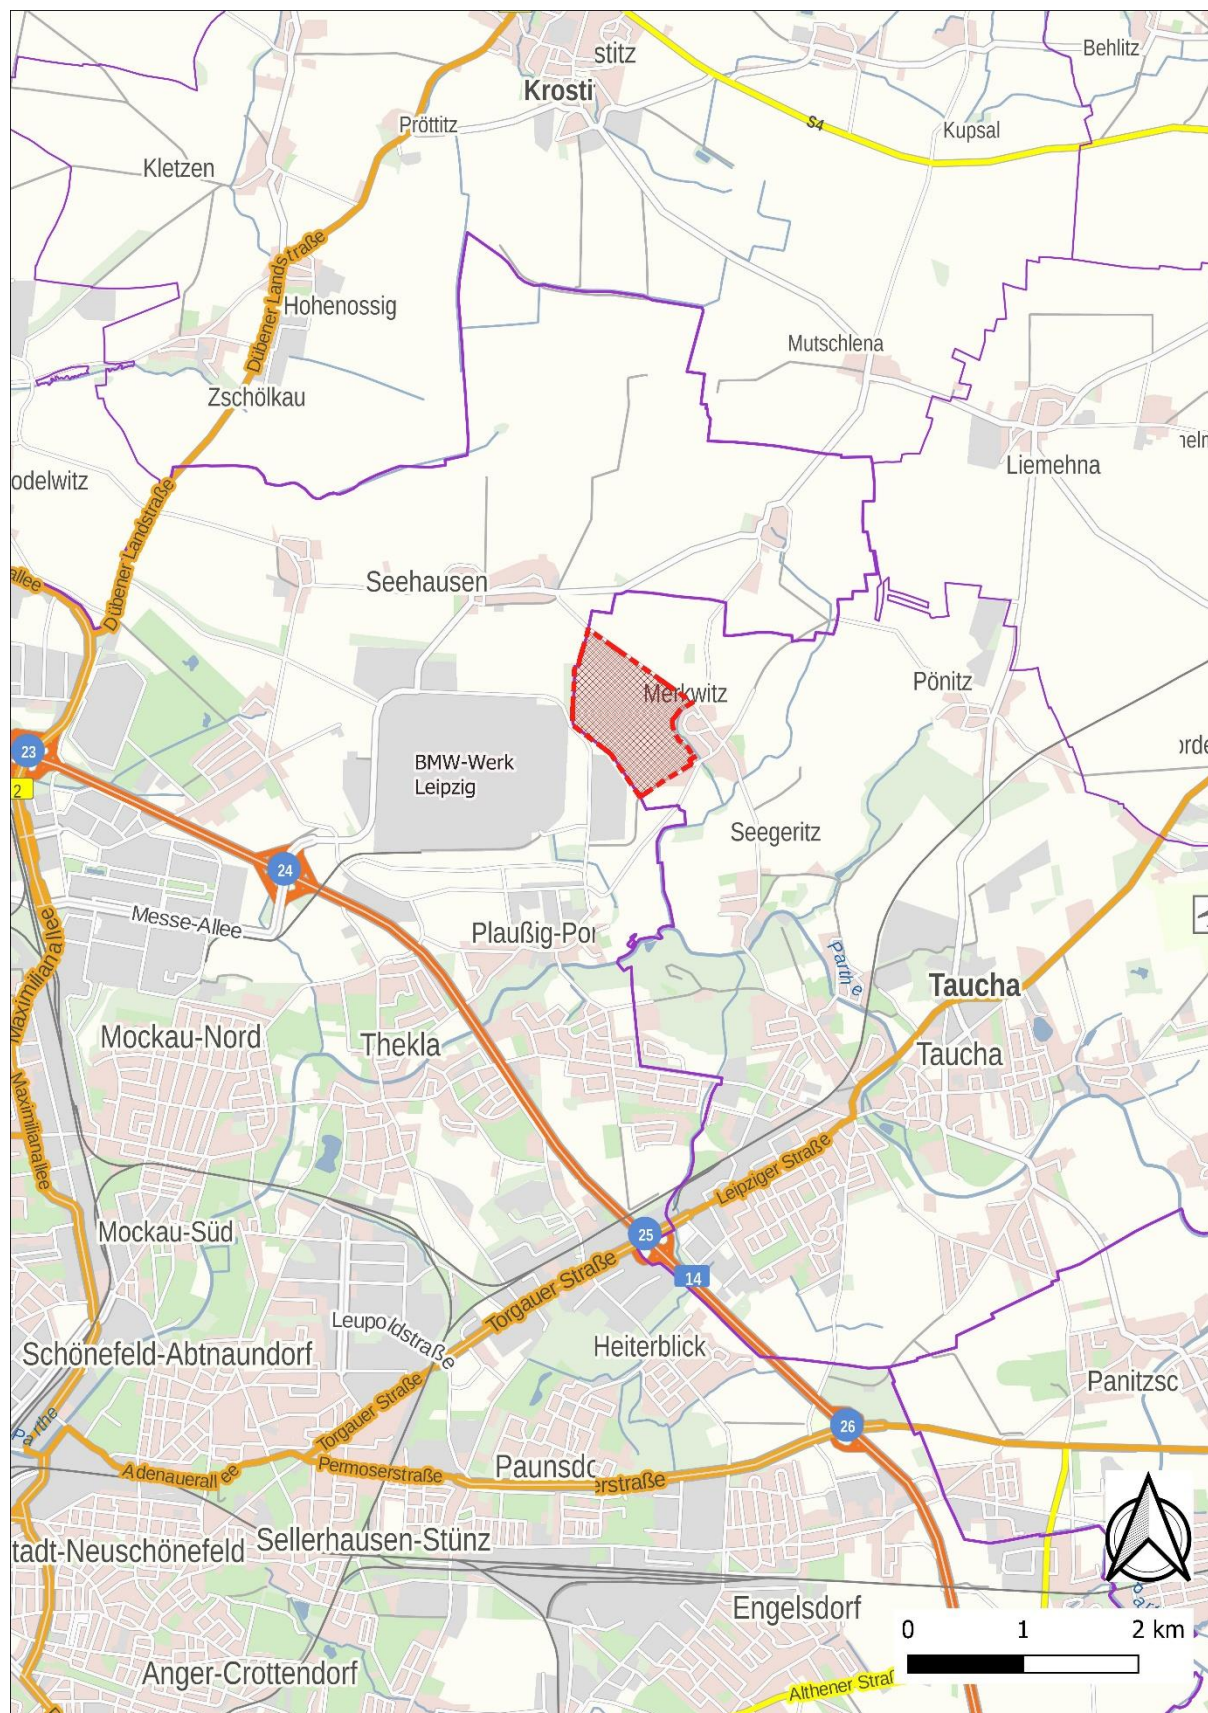 stitz
Behlitz
Krosti
Pröttitz
S4
Kupsal
Kletzen
Dübener Landstraße
Hohenossig
Mutschlena
Zschölkau
Liemehna
odelwitz
Dübener Landstraße
allee
Seehausen
Merkwitz
Pönitz
23
BMW-Werk
Leipzig
2
Seegeritz
24
Messe-Allee
Plaußig-Por
Maximilianallee
Parthe
Taucha
Mockau-Nord
Thekla
Taucha
Maximilianallee
Leipziger Straße
Mockau-Süd
25
Torgauer Straße
14
Leupoldstraße
Heiterblick
Schönefeld-Abtnaundorf
Panitzsc
Torgauer Straße
Parthe
26
Adenauerallee
Permoserstraße
Paunsdo
erstraße
tadt-Neuschönefeld
Sellerhausen-Stünz
Engelsdorf
0 1 2 km
Anger-Crottendorf
Althener Straß